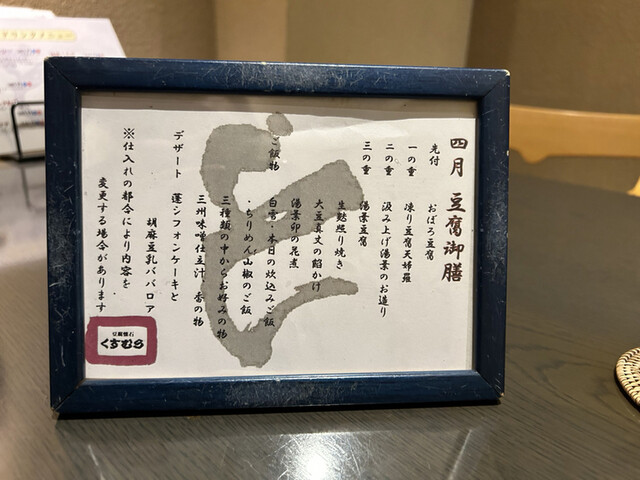 四月 豆腐御膳
先付 おぼろ豆腐
一の重 凍り豆腐天婦羅
二の重 汲み上げ湯葉のお造り
三の重 湯葉豆腐
生麩照り焼き
大豆真丈の餡かけ
湯葉卯の花煮
ご飯物 白雪・本日の炊込みご飯
・ちりめん山椒のご飯
三種類の中からお好みの物
三州味噌仕立汁 香の物
デザート 蓬シフォンケーキと
胡麻豆乳ババロア
※仕入れの都合により内容を
変更する場合があります
豆腐懐石
くすむら